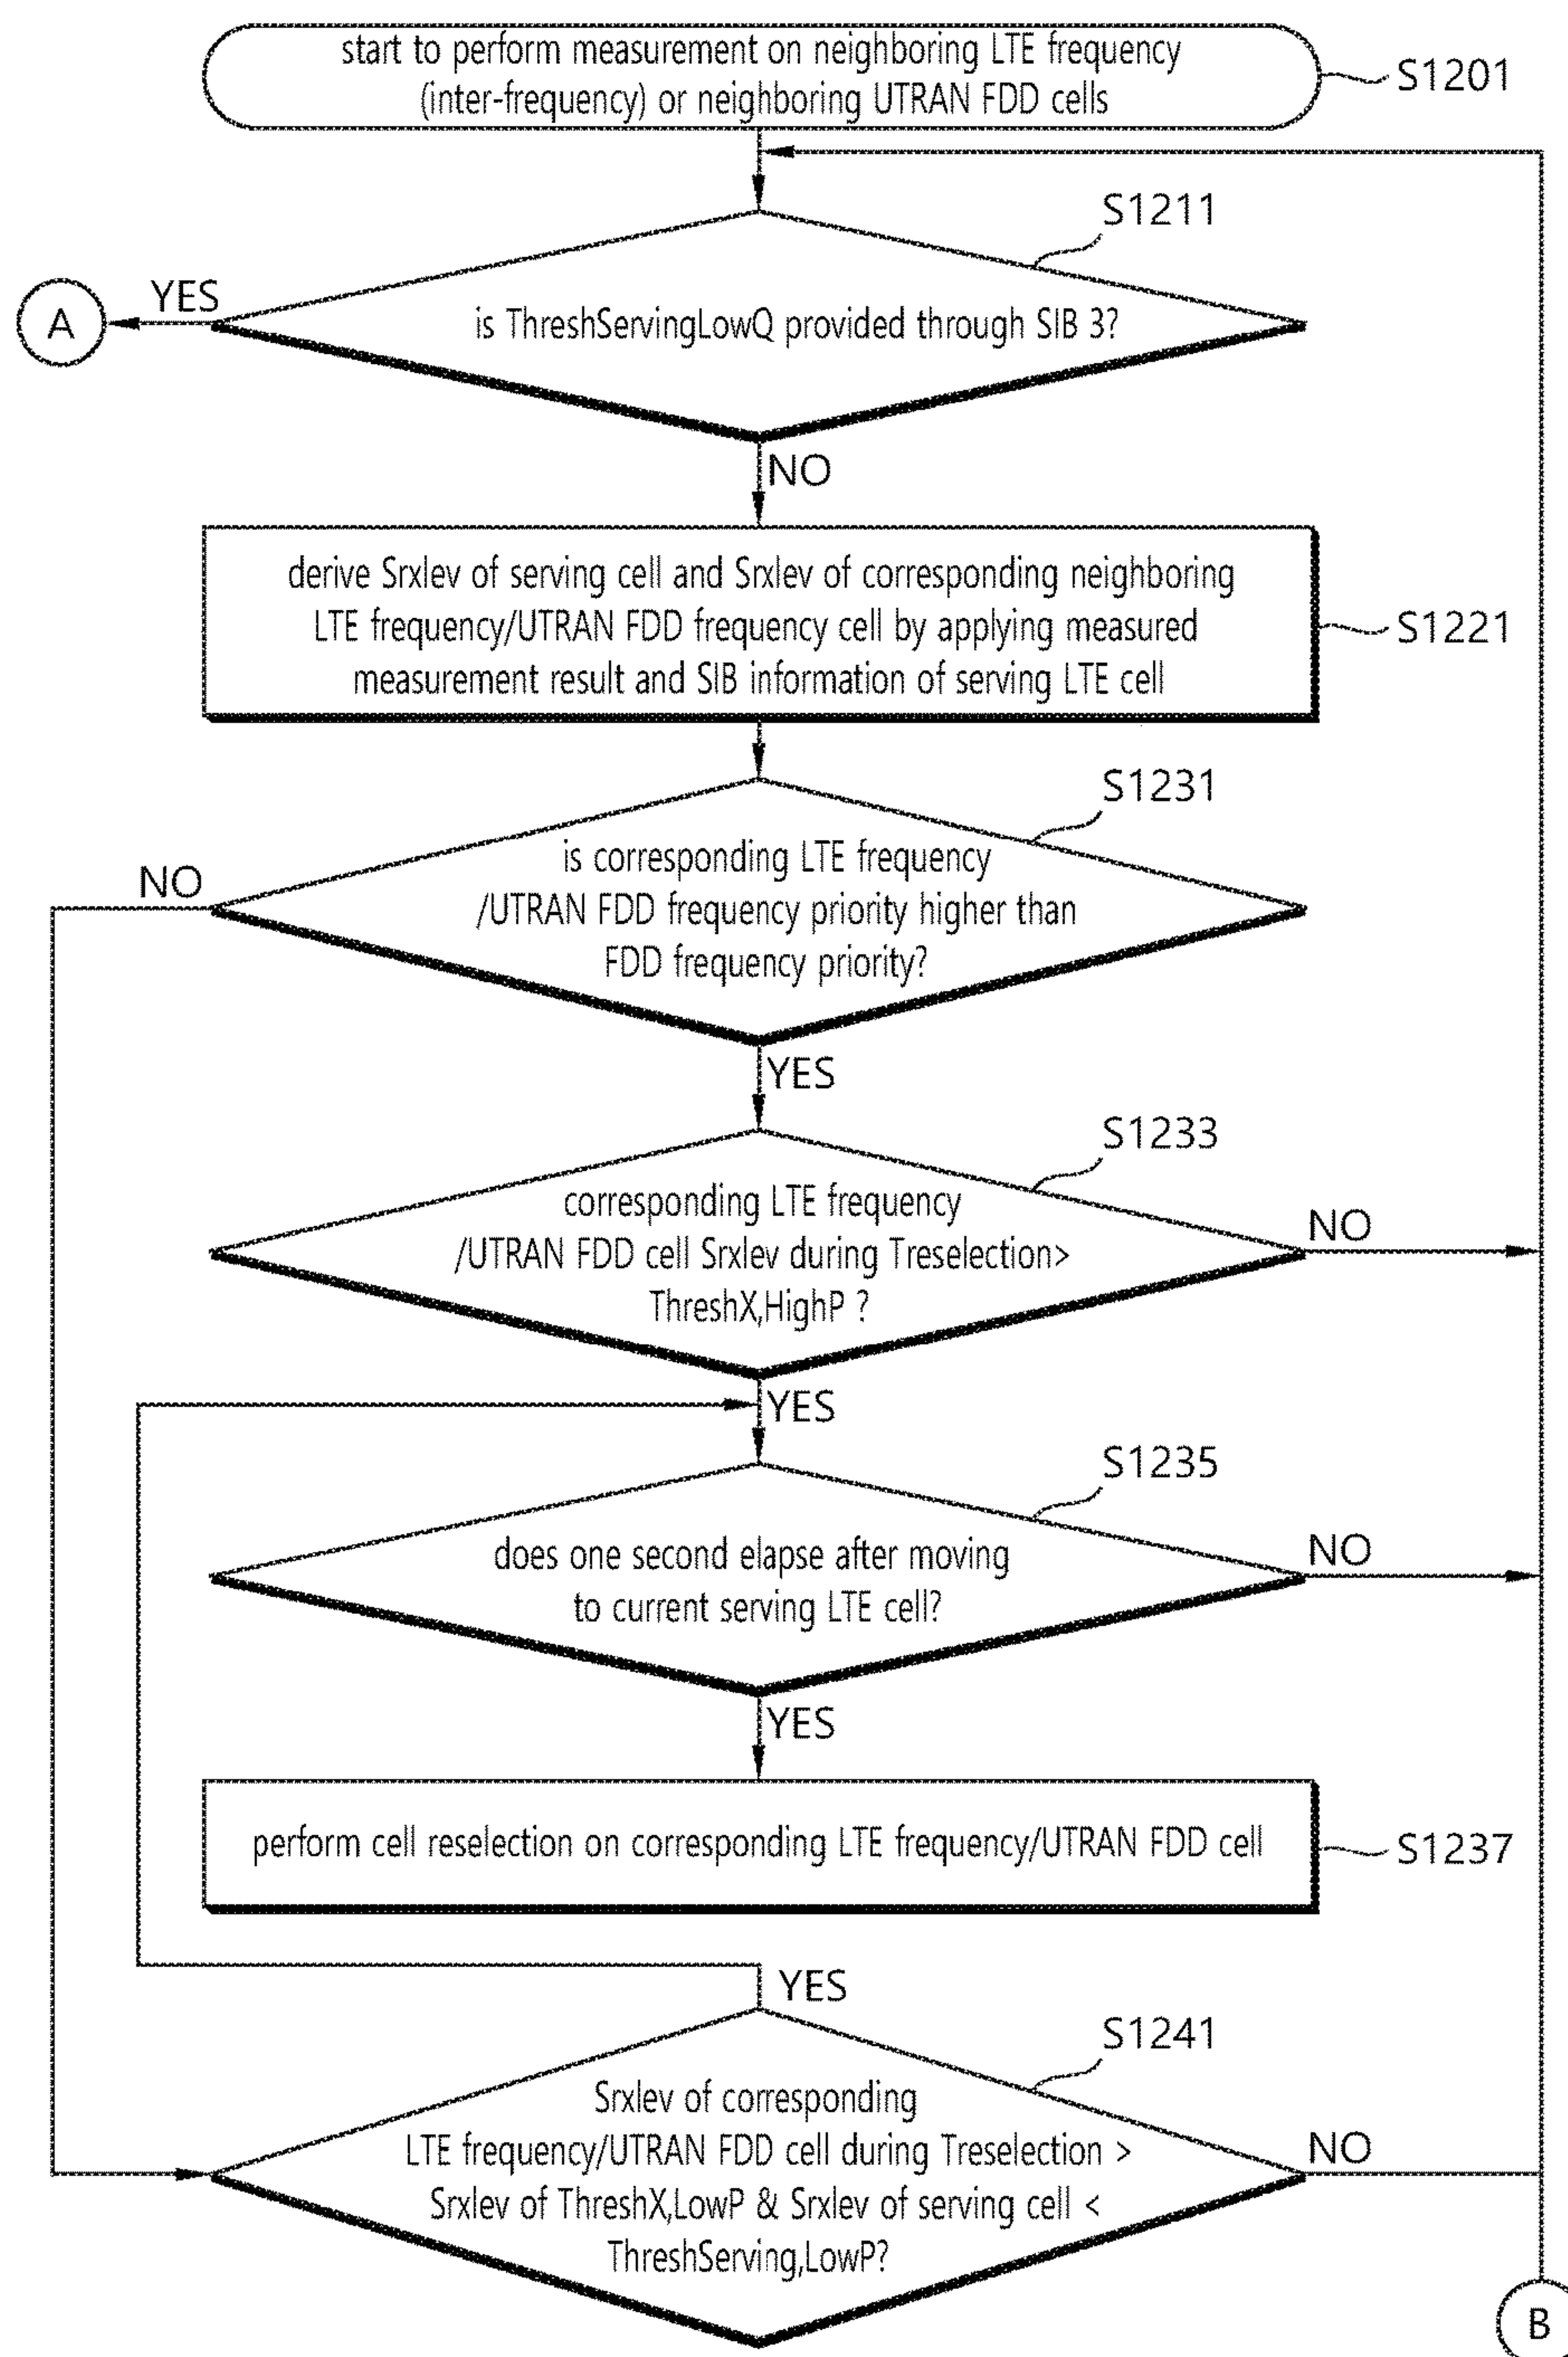 start to perform measurement on neighboring LTE frequency
(inter-frequency) or neighboring UTRAN FDD cells
S1201
S1211
YES
A
is ThreshServingLowQ provided through SIB 3?
NO
derive Srxlev of serving cell and Srxlev of corresponding neighboring
LTE frequency/UTRAN FDD frequency cell by applying measured
measurement result and SIB information of serving LTE cell
S1221
S1231
NO
is corresponding LTE frequency
/UTRAN FDD frequency priority higher than
FDD frequency priority?
YES
S1233
corresponding LTE frequency
/UTRAN FDD cell Srxlev during Treselection>
ThreshX,HighP ?
NO
YES
S1235
does one second elapse after moving
to current serving LTE cell?
NO
YES
perform cell reselection on corresponding LTE frequency/UTRAN FDD cell
S1237
YES
S1241
Srxlev of corresponding
LTE frequency/UTRAN FDD cell during Treselection >
Srxlev of ThreshX,LowP & Srxlev of serving cell <
ThreshServing,LowP?
NO
B